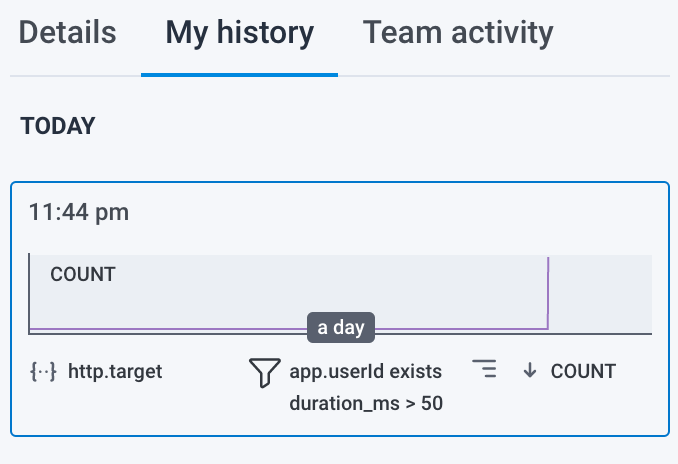 Details My history Team activity
TODAY
11:44 pm
COUNT
a day
{··} http.target app.userId exists ↓ COUNT
duration_ms > 50